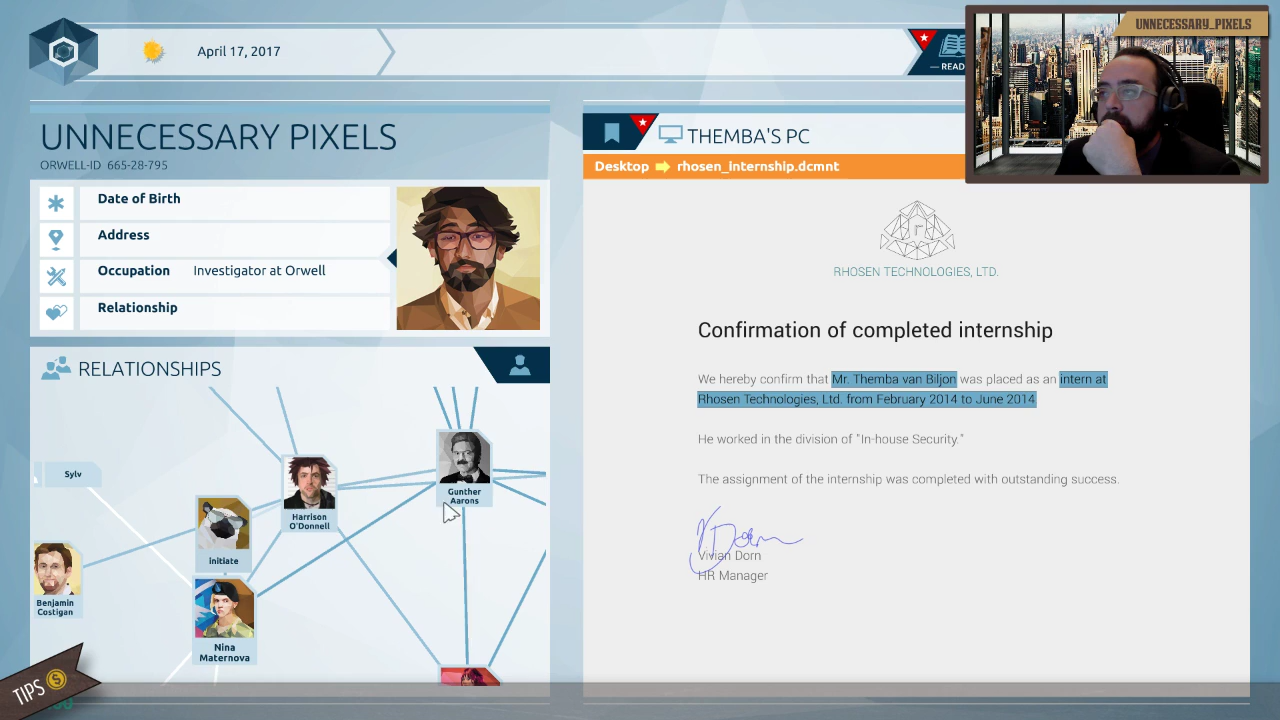 UNNECESSARY_PIXELS
April 17, 2017
READ
UNNECESSARY PIXELS
ORWELL-ID 665-28-795
Date of Birth
Address
Occupation Investigator at Orwell
Relationship
RELATIONSHIPS
Sylv
Harrison
O'Donnell
Gunther
Aarons
initiate
Benjamin
Costigan
Nina
Maternova
TIPS
THEMBA'S PC
Desktop rhosen_internship.dcmnt
r
RHOSEN TECHNOLOGIES, LTD.
Confirmation of completed internship
We hereby confirm that Mr. Themba van Biljon was placed as an intern at
Rhosen Technologies, Ltd. from February 2014 to June 2014
He worked in the division of "In-house Security."
The assignment of the internship was completed with outstanding success.
V Dorn
Vivian Dorn
HR Manager